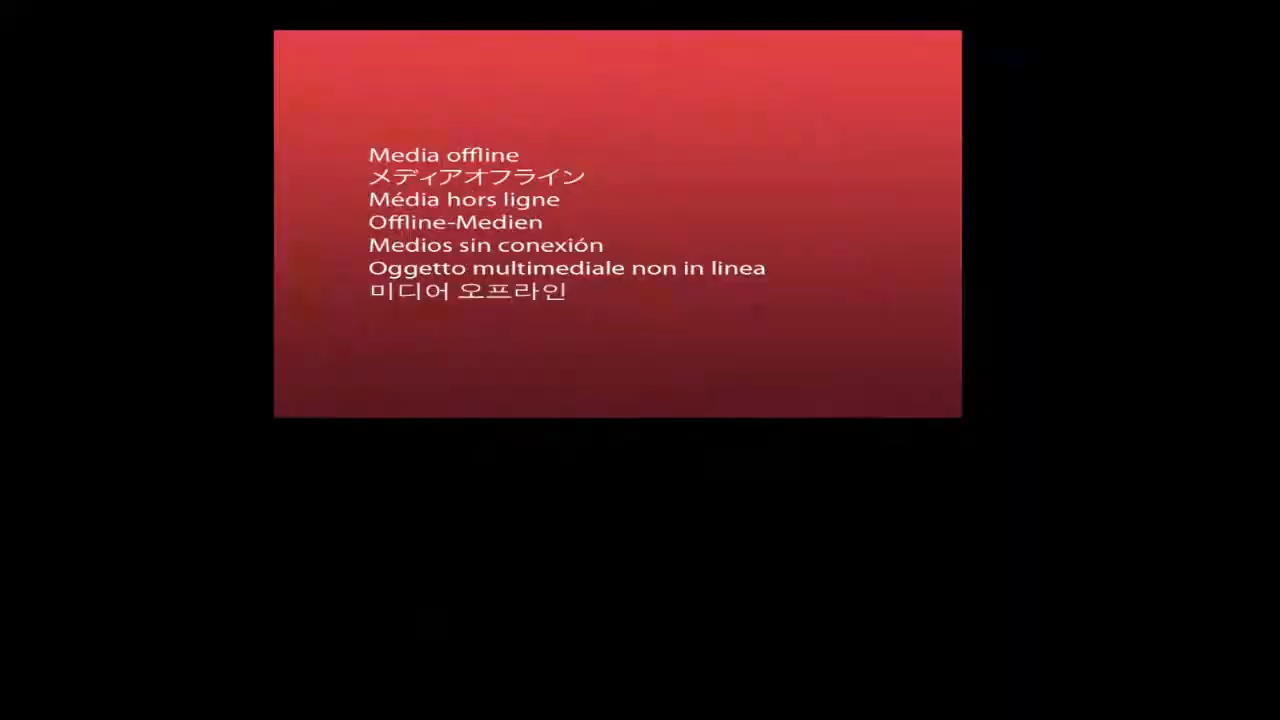 Media offline
メディアオフライン
Média hors ligne
Offline-Medien
Medios sin conexión
Oggetto multimediale non in linea
미디어 오프라인